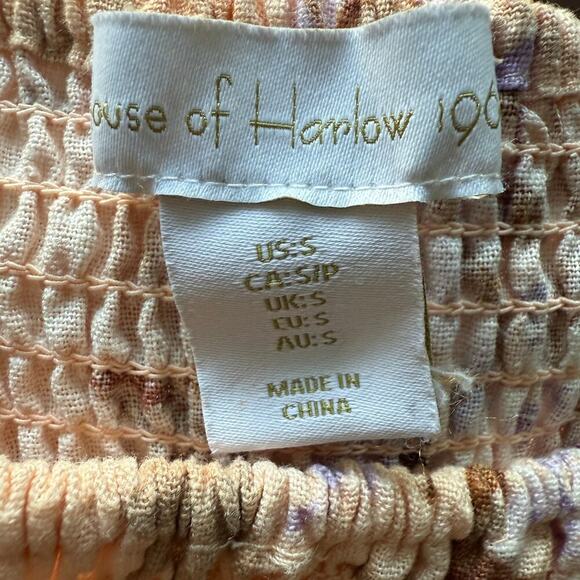 ouse of Harlow 196
US:S
CA:S/P
UK:S
EU:S
AU:S
MADE IN
CHINA